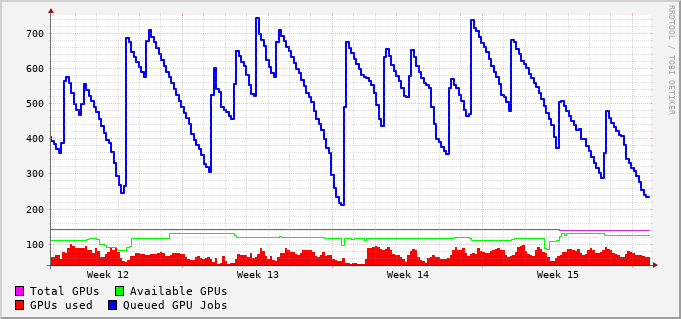 700
600
500
400
300
200
100
Week 12 Week 13 Week 14 Week 15
Total GPUs Available GPUs
GPUs used Queued GPU Jobs
RRDTOOL / TOBI OETIKER